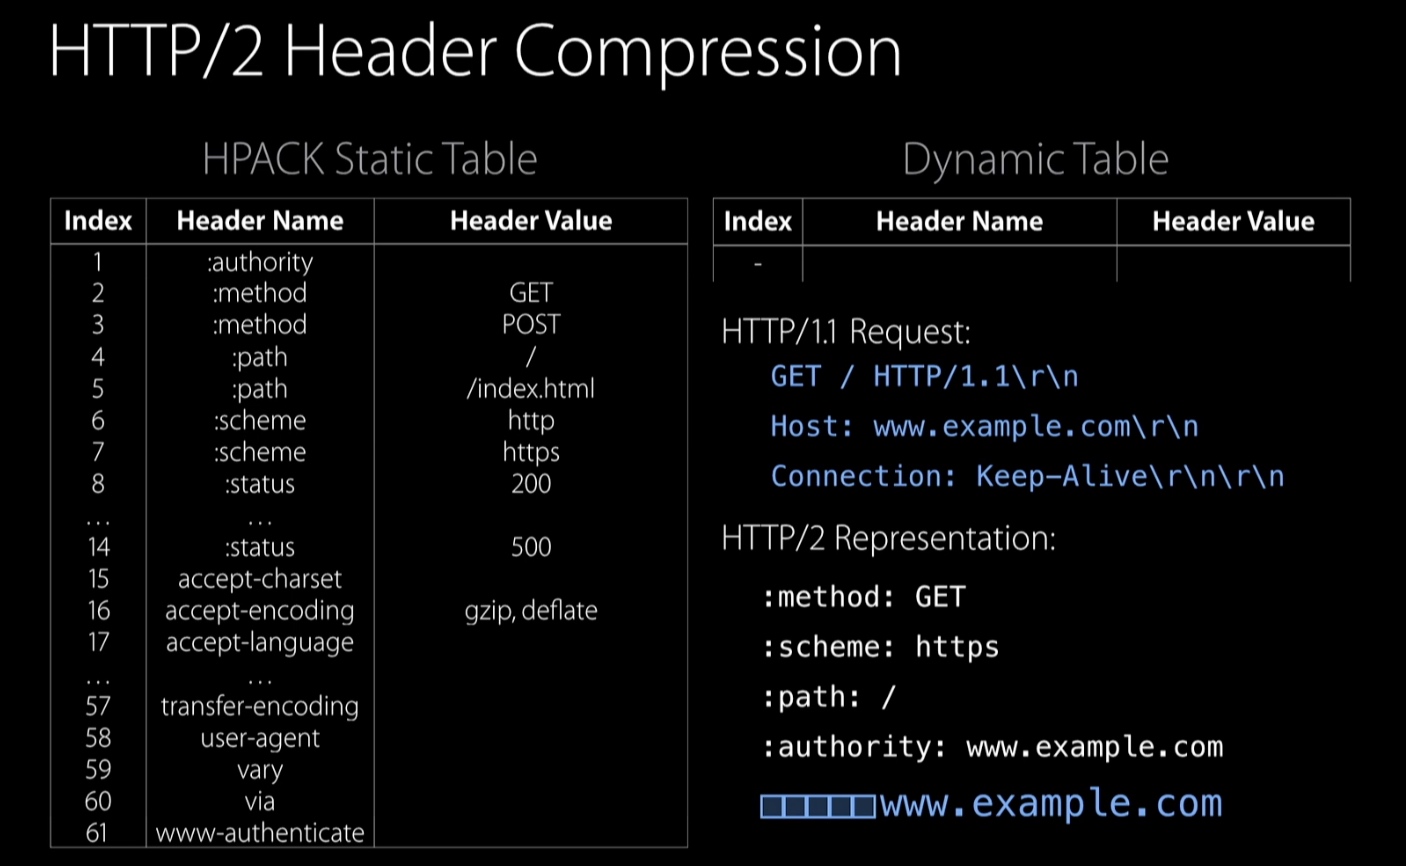 HTTP/2 Header Compression
HPACK Static Table
Index Header Name Header Value
1 :authority
2 :method GET
3 :method POST
4 :path /
5 :path /index.html
6 :scheme http
7 :scheme https
8 :status 200
... ...
14 :status 500
15 accept-charset
16 accept-encoding gzip, deflate
17 accept-language
... ...
57 transfer-encoding
58 user-agent
59 vary
60 via
61 www-authenticate
Dynamic Table
Index Header Name Header Value
-
HTTP/1.1 Request:
GET / HTTP/1.1\r\n
Host: www.example.com\r\n
Connection: Keep-Alive\r\n\r\n
HTTP/2 Representation:
:method: GET
:scheme: https
:path: /
:authority: www.example.com
www.example.com